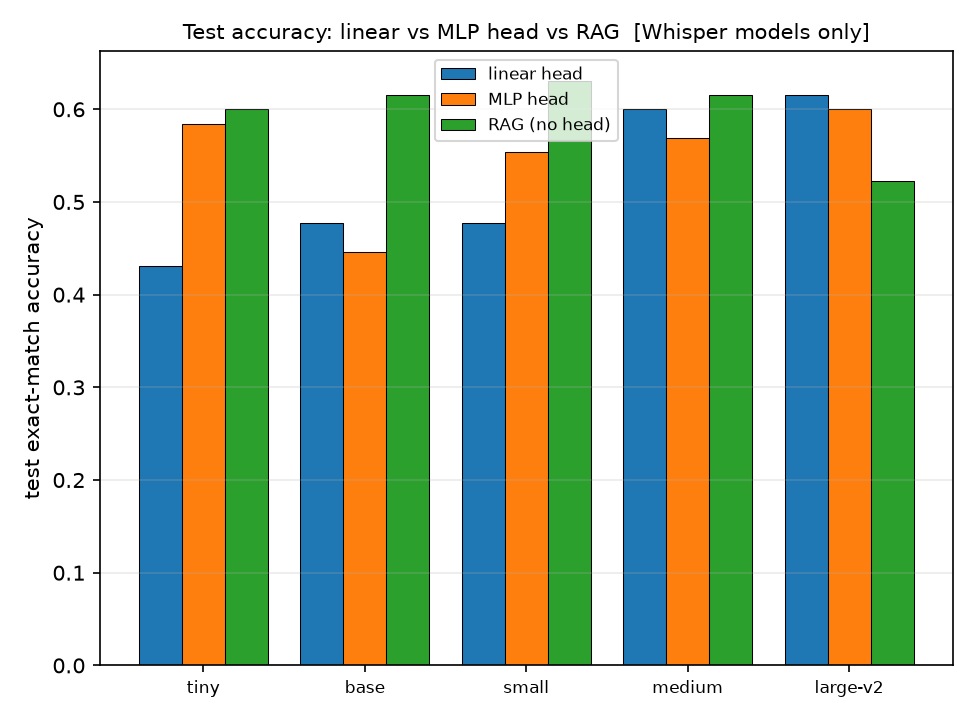 Test accuracy: linear vs MLP head vs RAG  [Whisper models only]
linear head
MLP head
RAG (no head)
test exact-match accuracy
0.6
0.5
0.4
0.3
0.2
0.1
0.0
tiny
base
small
medium
large-v2